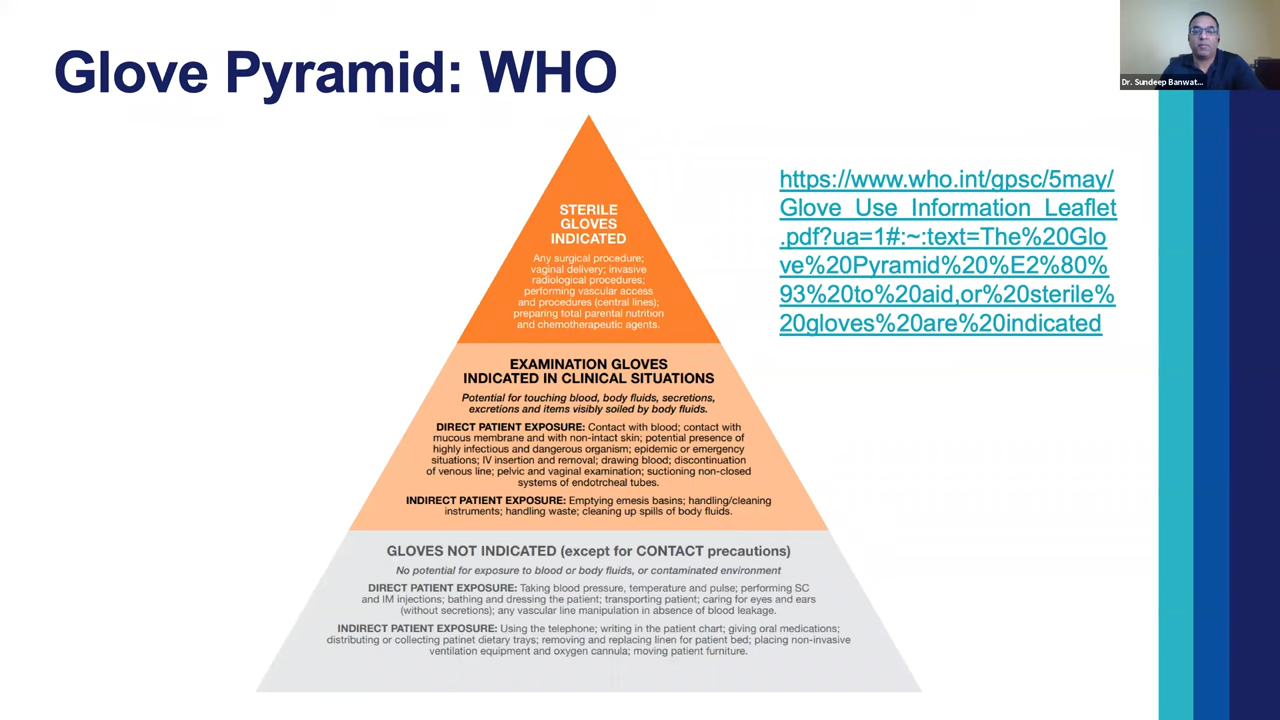 Glove Pyramid: WHO
Dr. Sundeep Banwat...
STERILE
GLOVES
INDICATED
Any surgical procedure;
vaginal delivery; invasive
radiological procedures;
performing vascular access
and procedures (central lines);
preparing total parental nutrition
and chemotherapeutic agents.
https://www.who.int/gpsc/5may/
Glove_Use_Information_Leaflet
.pdf?ua=1#:~:text=The%20Glo
ve%20Pyramid%20%E2%80%
93%20to%20aid,or%20sterile%
20gloves%20are%20indicated
EXAMINATION GLOVES
INDICATED IN CLINICAL SITUATIONS
Potential for touching blood, body fluids, secretions,
excretions and items visibly soiled by body fluids.
DIRECT PATIENT EXPOSURE: Contact with blood; contact with
mucous membrane and with non-intact skin; potential presence of
highly infectious and dangerous organism; epidemic or emergency
situations; IV insertion and removal; drawing blood; discontinuation
of venous line; pelvic and vaginal examination; suctioning non-closed
systems of endotrcheal tubes.
INDIRECT PATIENT EXPOSURE: Emptying emesis basins; handling/cleaning
instruments; handling waste; cleaning up spills of body fluids.
GLOVES NOT INDICATED (except for CONTACT precautions)
No potential for exposure to blood or body fluids, or contaminated environment
DIRECT PATIENT EXPOSURE: Taking blood pressure, temperature and pulse; performing SC
and IM injections; bathing and dressing the patient; transporting patient; caring for eyes and ears
(without secretions); any vascular line manipulation in absence of blood leakage.
INDIRECT PATIENT EXPOSURE: Using the telephone; writing in the patient chart; giving oral medications;
distributing or collecting patinet dietary trays; removing and replacing linen for patient bed; placing non-invasive
ventilation equipment and oxygen cannula; moving patient furniture.